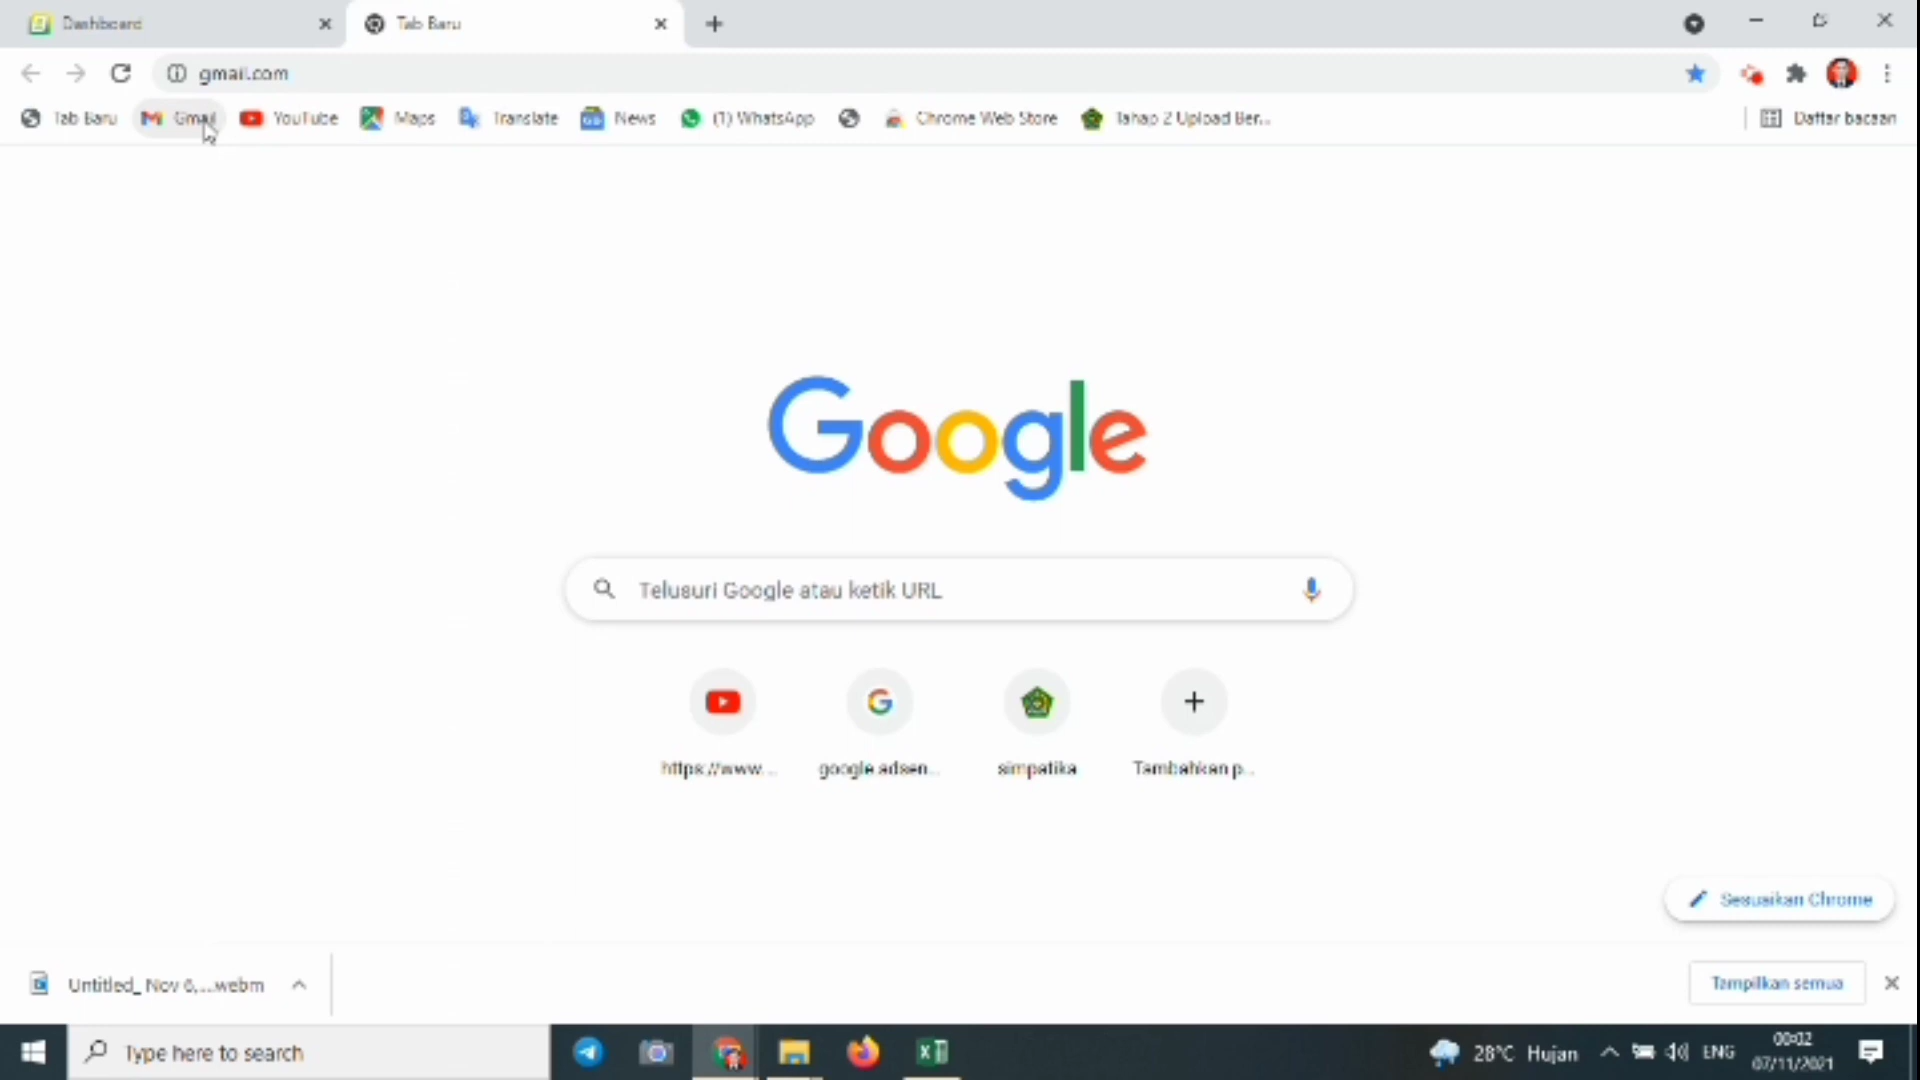 Dashboard
Tab Baru
gmail.com
Tab Baru
Gmail
YouTube
Maps
Translate
News
(1) WhatsApp
Chrome Web Store
Tahap 2 Upload Ber...
Daftar bacaan
Google
Telusuri Google atau ketik URL
https://www...
google adsen...
simpatika
Tambahkan p...
Sesuaikan Chrome
Untitled_ Nov 6,....webm
Tampilkan semua
Type here to search
28°C Hujan
ENG
00:02
07/11/2021